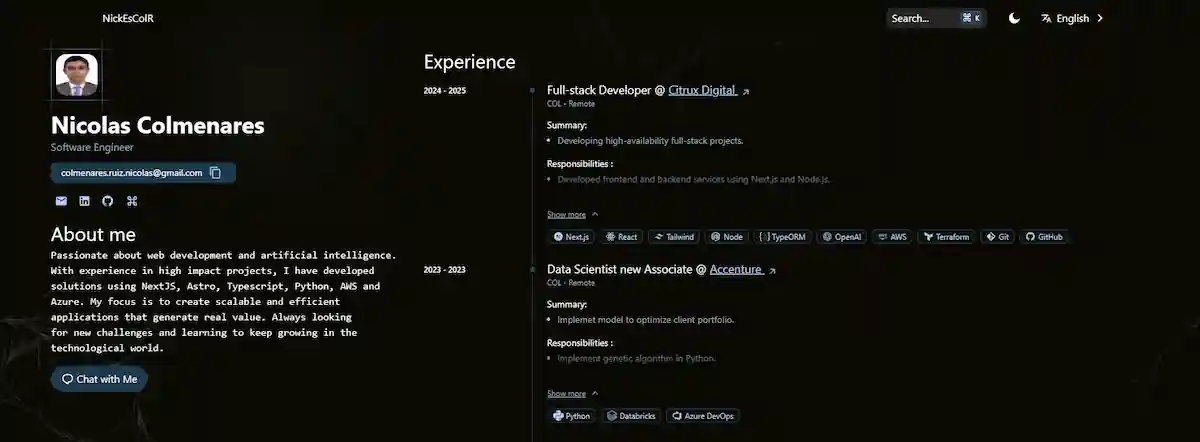 NickEsColR
Search... ⌘ K
English
Nicolas Colmenares
Software Engineer
colmenares.ruiz.nicolas@gmail.com
About me
Passionate about web development and artificial intelligence.
With experience in high impact projects, I have developed
solutions using NextJS, Astro, Typescript, Python, AWS and
Azure. My focus is to create scalable and efficient
applications that generate real value. Always looking
for new challenges and learning to keep growing in the
technological world.
Chat with Me
Experience
2024 - 2025
Full-stack Developer @ Citrux Digital
COL - Remote
Summary:
• Developing high-availability full-stack projects.
Responsibilities :
• Developed frontend and backend services using Next.js and Node.js.
Show more
Next.js React Tailwind Node TypeORM OpenAI AWS Terraform Git GitHub
2023 - 2023
Data Scientist new Associate @ Accenture
COL - Remote
Summary:
• Implemet model to optimize client portfolio.
Responsibilities :
• Implement genetic algorithm in Python.
Show more
Python Databricks Azure DevOps